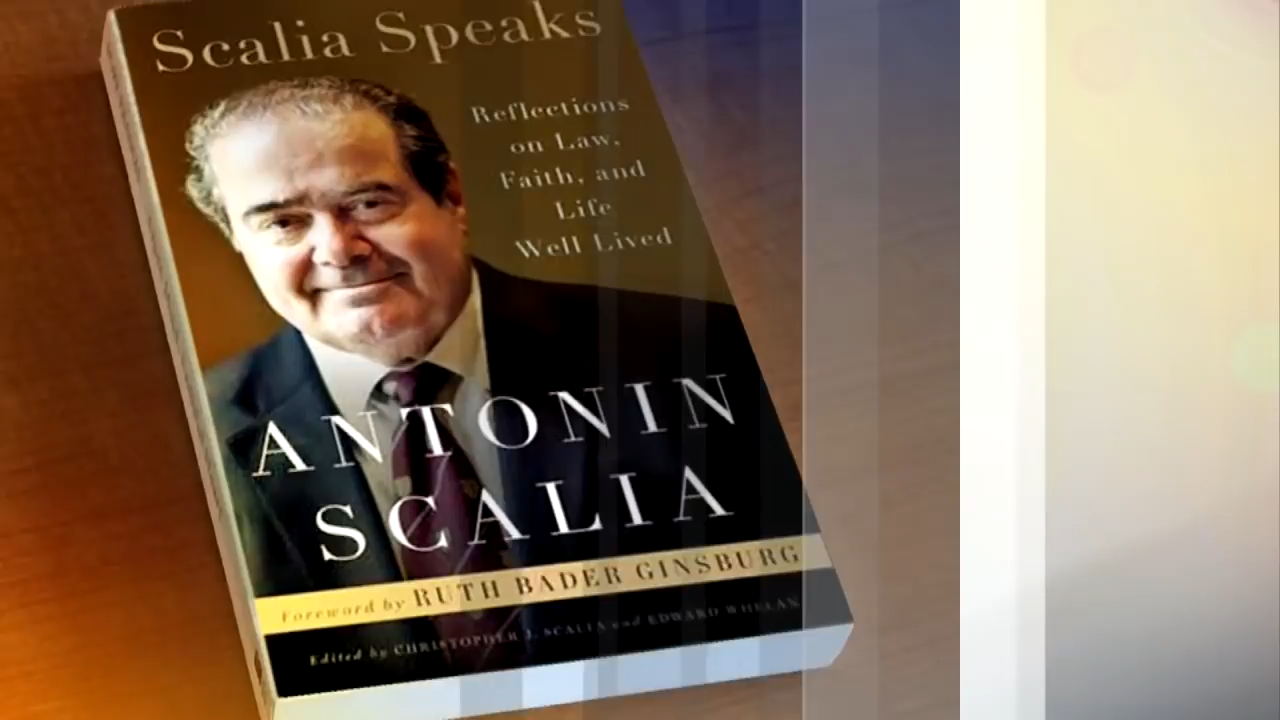 Scalia Speaks
Reflections
on Law,
Faith, and
Life
Well Lived
ANTONIN
SCALIA
Foreword by RUTH BADER GINSBURG
Edited by CHRISTOPHER J. SCALIA and EDWARD WHELAN